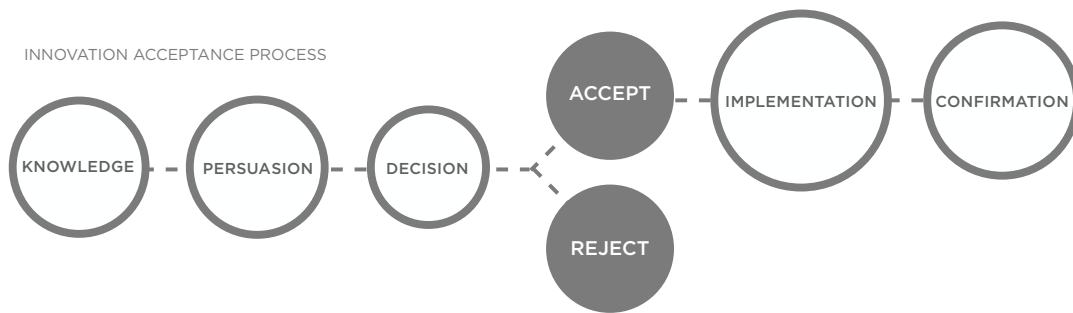 INNOVATION ACCEPTANCE PROCESS
KNOWLEDGE
PERSUASION
DECISION
ACCEPT
REJECT
IMPLEMENTATION
CONFIRMATION